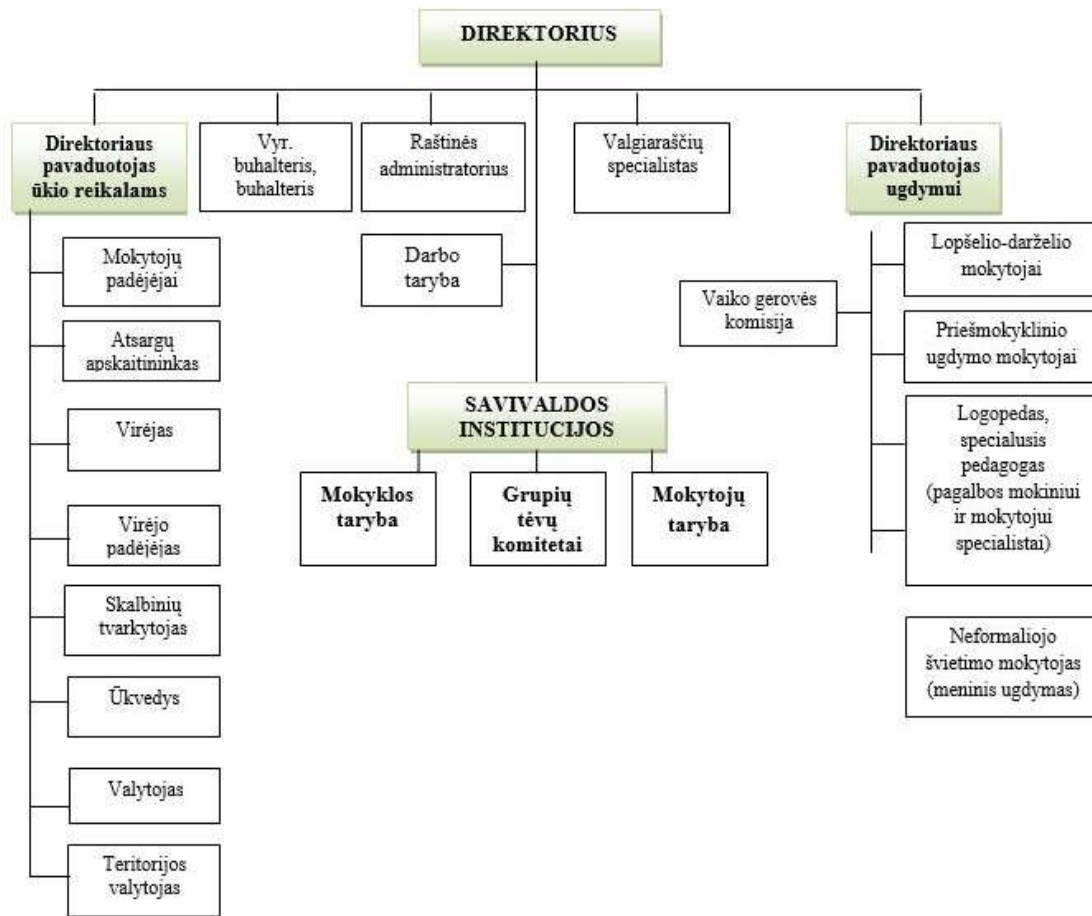 DIREKTORIUS
Direktoriaus
pavaduotojas
ūkio reikalams
Vyr.
buhalteris,
buhalteris
Raštinės
administratorius
Valgiaraščių
specialistas
Direktoriaus
pavaduotojas
ugdymui
Mokytojų
padėjėjai
Atsargų
apskaitininkas
Virėjas
Virėjo
padėjėjas
Skalbinių
tvarkytojas
Ūkvedys
Valytojas
Teritorijos
valytojas
Darbo
taryba
SAVIVALDOS
INSTITUCIJOS
Mokyklos
taryba
Grupių
tėvų
komitetai
Mokytojų
taryba
Vaiko gerovės
komisija
Lopšelio-darželio
mokytojai
Priešmokyklinio
ugdymo mokytojai
Logopedas,
specialusis
pedagogas
(pagalbos mokiniui
ir mokytojui
specialistai)
Neformaliojo
švietimo mokytojas
(meninis ugdymas)